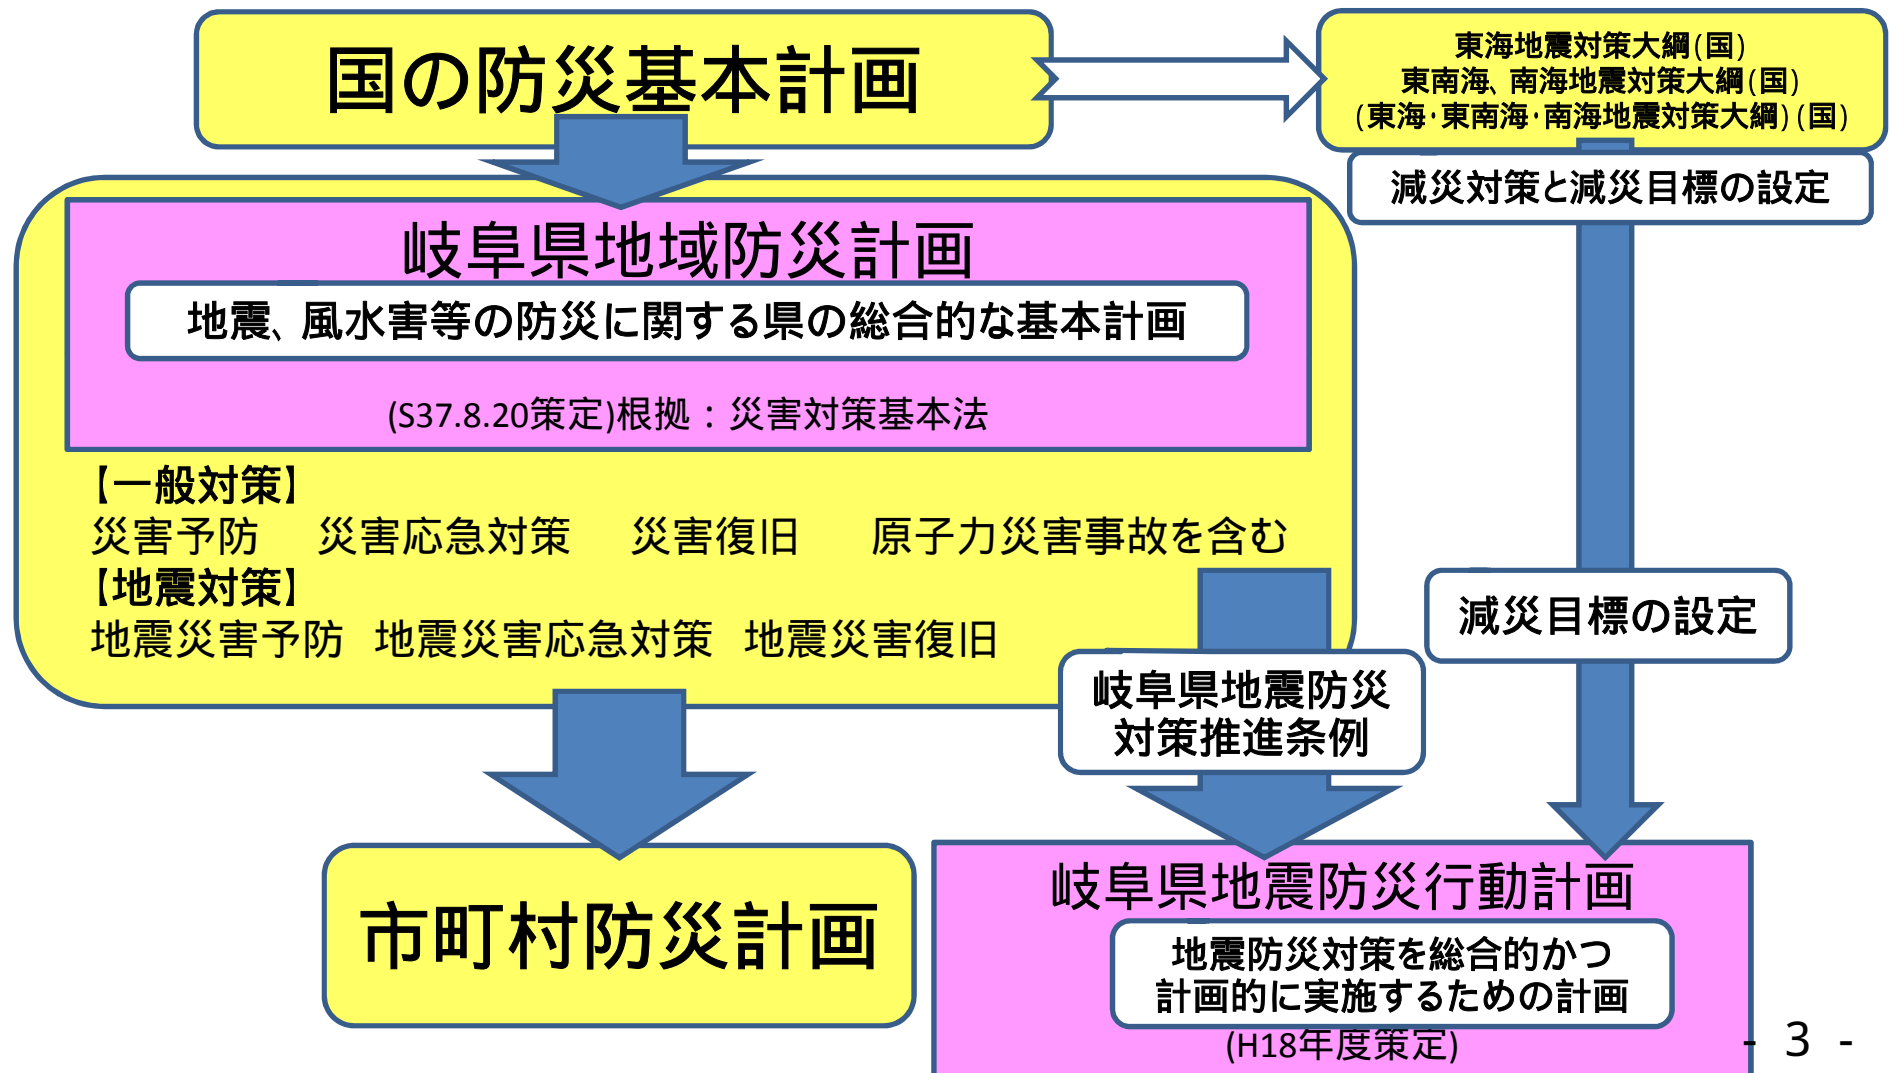 国の防災基本計画
東海地震対策大綱(国)
東南海、南海地震対策大綱(国)
(東海・東南海・南海地震対策大綱)(国)
減災対策と減災目標の設定
岐阜県地域防災計画
地震、風水害等の防災に関する県の総合的な基本計画
(S37.8.20策定)根拠：災害対策基本法
【一般対策】
災害予防　災害応急対策　災害復旧　原子力災害事故を含む
【地震対策】
地震災害予防　地震災害応急対策　地震災害復旧
減災目標の設定
岐阜県地震防災
対策推進条例
市町村防災計画
岐阜県地震防災行動計画
地震防災対策を総合的かつ
計画的に実施するための計画
(H18年度策定)
- 3 -